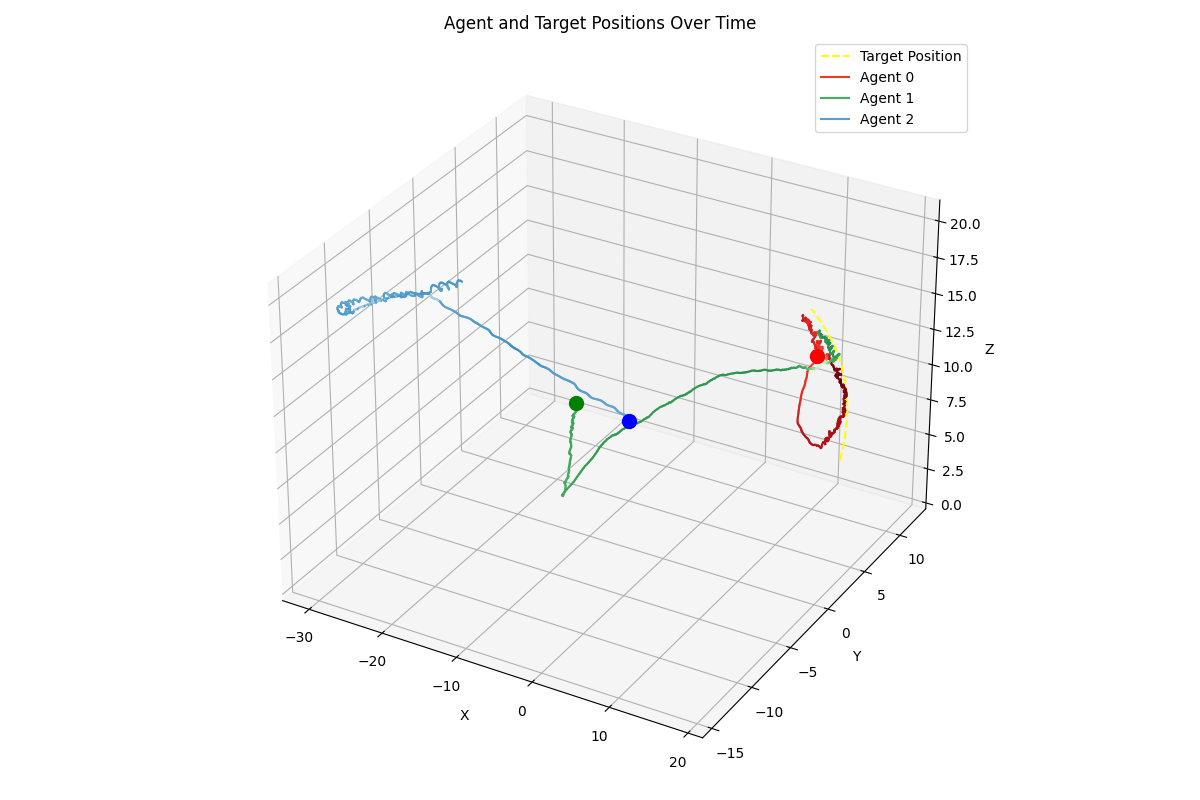 Agent and Target Positions Over Time
Target Position
Agent 0
Agent 1
Agent 2
20.0
17.5
15.0
12.5
10.0
7.5
5.0
2.5
0.0
Z
10
5
0
−5
−10
−15
Y
−30
−20
−10
0
10
20
X